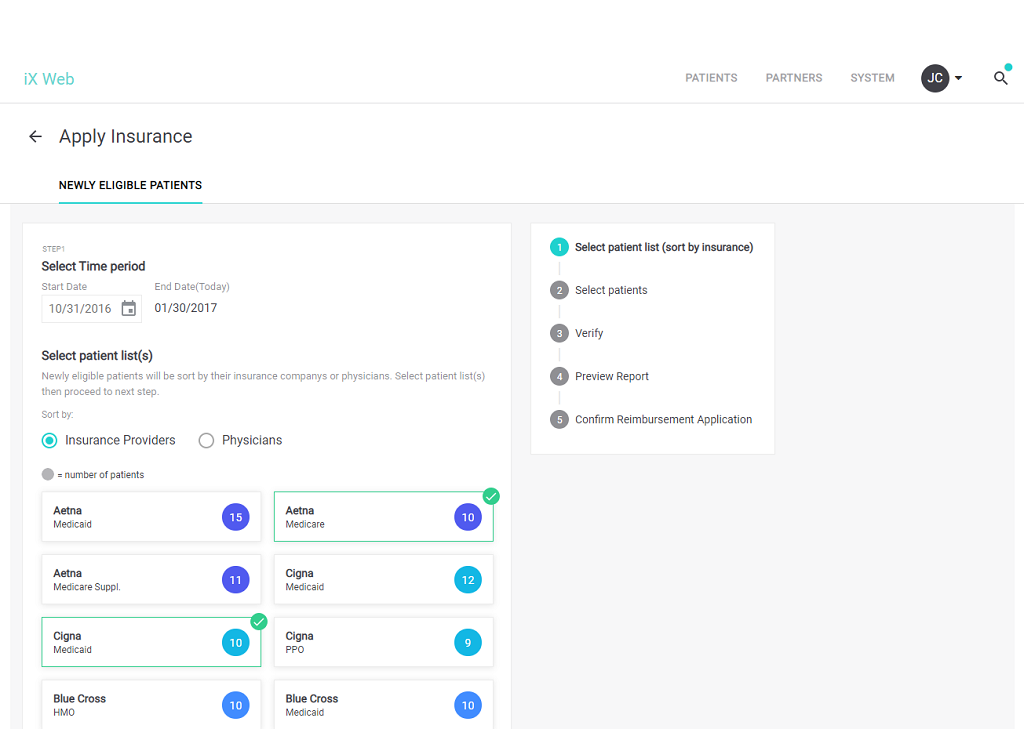 iX Web
PATIENTS
PARTNERS
SYSTEM
JC
Apply Insurance
NEWLY ELIGIBLE PATIENTS
STEP1
Select Time period
Start Date
End Date(Today)
10/31/2016
01/30/2017
Select patient list(s)
Newly eligible patients will be sort by their insurance companys or physicians. Select patient list(s)
then proceed to next step.
Sort by:
Insurance Providers
Physicians
= number of patients
Aetna
Medicaid
15
Aetna
Medicare
10
Aetna
Medicare Suppl.
11
Cigna
Medicaid
12
Cigna
Medicaid
10
Cigna
PPO
9
Blue Cross
HMO
10
Blue Cross
Medicaid
10
1 Select patient list (sort by insurance)
2 Select patients
3 Verify
4 Preview Report
5 Confirm Reimbursement Application